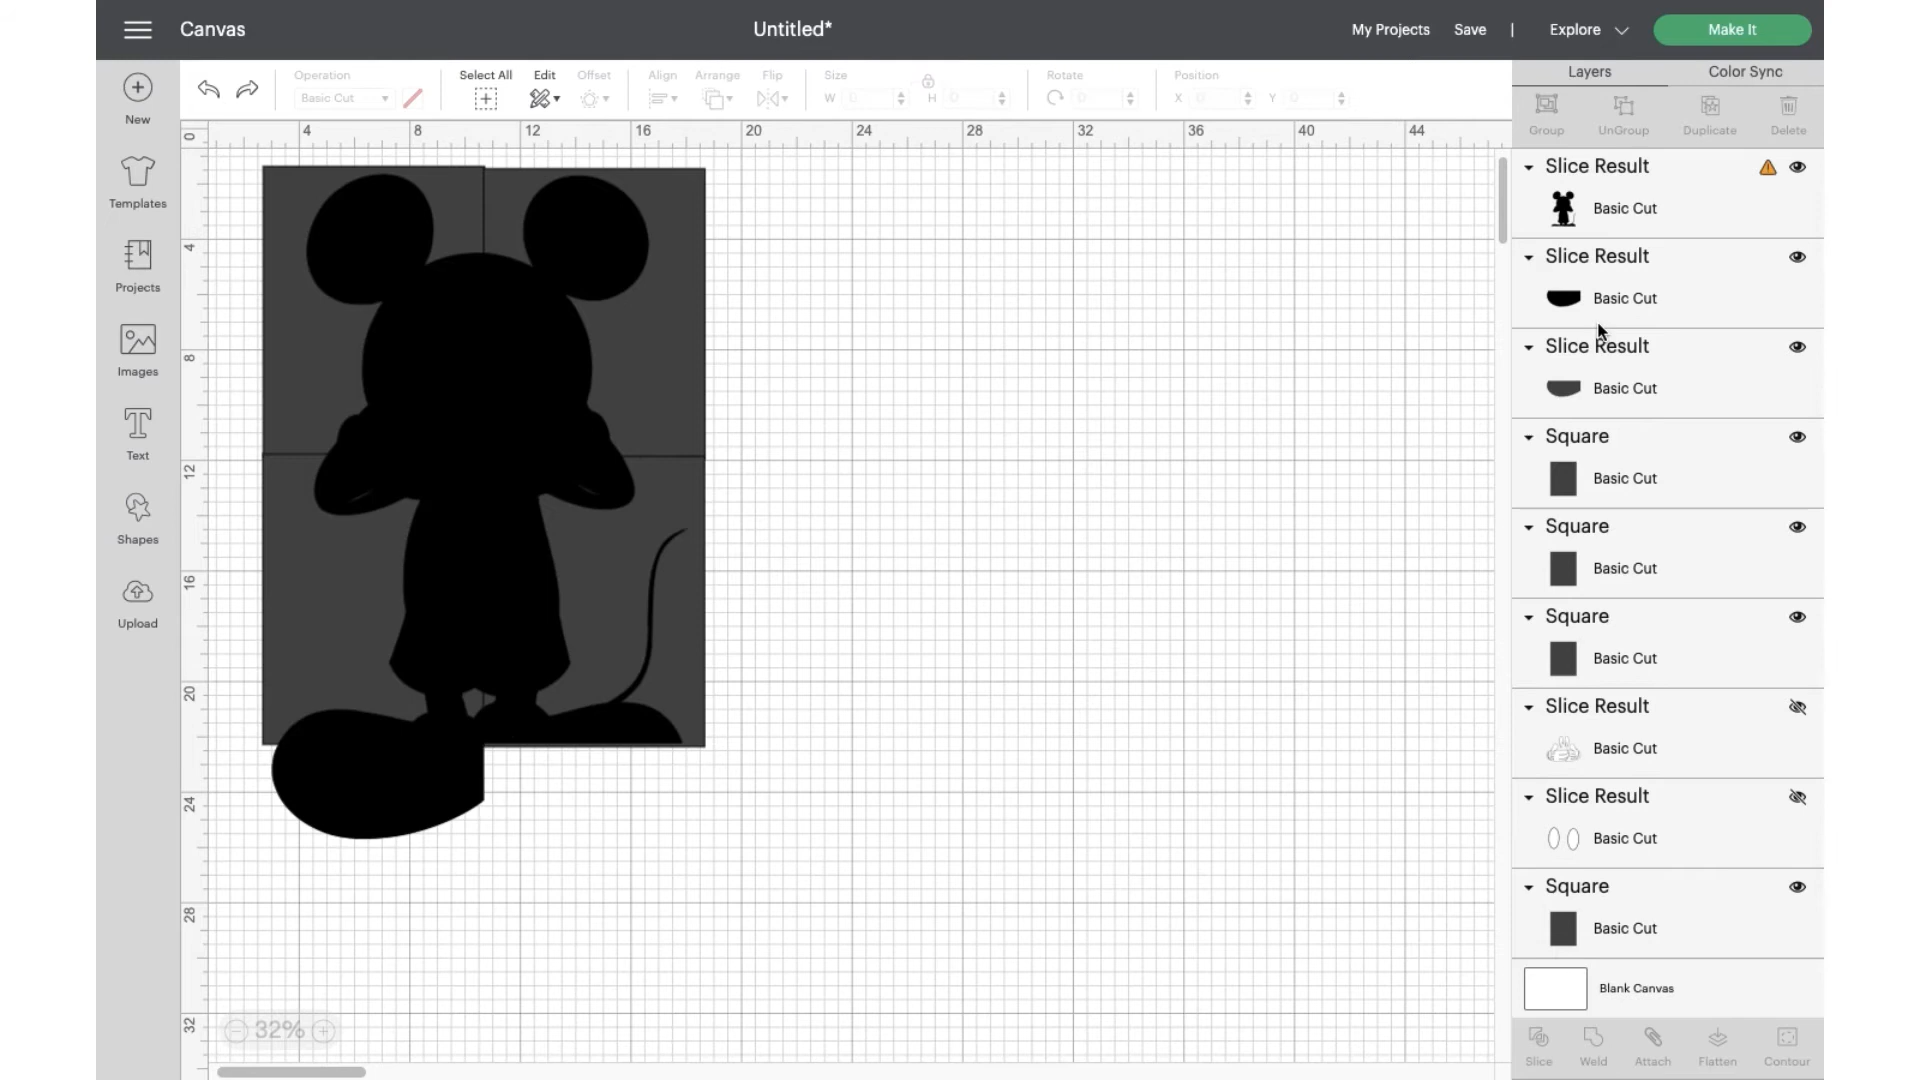 Canvas
Untitled*
My Projects
Save
|
Explore
Make It
New
Templates
Projects
Images
Text
Shapes
Upload
Operation
Basic Cut
Select All
Edit
Offset
Align
Arrange
Flip
Size
W 0
H 0
Rotate
0
Position
X 0
Y 0
0 4 8 12 16 20 24 28 32 36 40 44
4
8
12
16
20
24
28
32
32%
Layers
Color Sync
Group
UnGroup
Duplicate
Delete
Slice Result
Basic Cut
Slice Result
Basic Cut
Slice Result
Basic Cut
Square
Basic Cut
Square
Basic Cut
Square
Basic Cut
Slice Result
Basic Cut
Slice Result
Basic Cut
Square
Basic Cut
Blank Canvas
Slice
Weld
Attach
Flatten
Contour